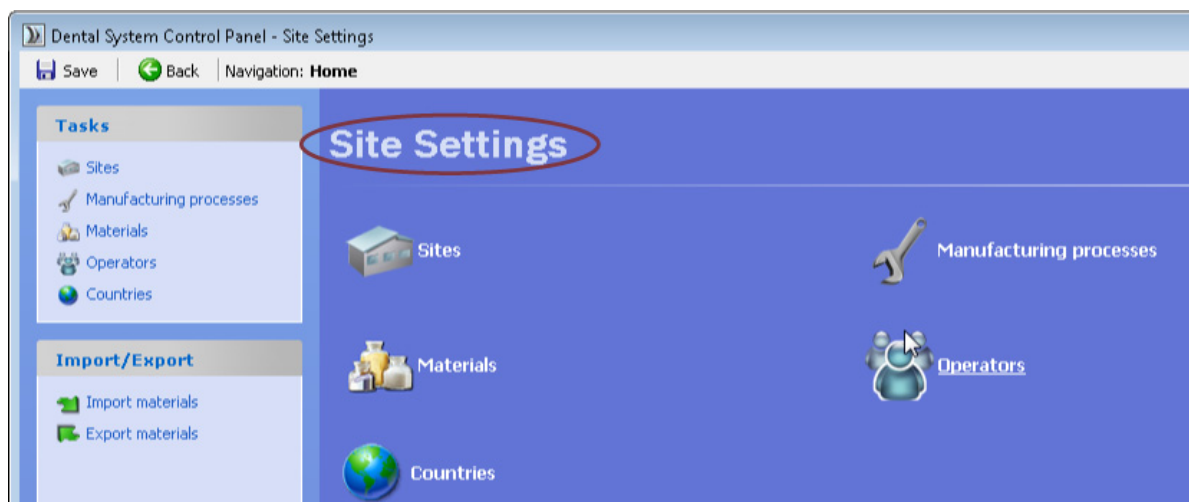 Dental System Control Panel - Site Settings
Save Back Navigation: Home
Tasks
Sites
Manufacturing processes
Materials
Operators
Countries
Import/Export
Import materials
Export materials
Site Settings
Sites
Manufacturing processes
Materials
Operators
Countries